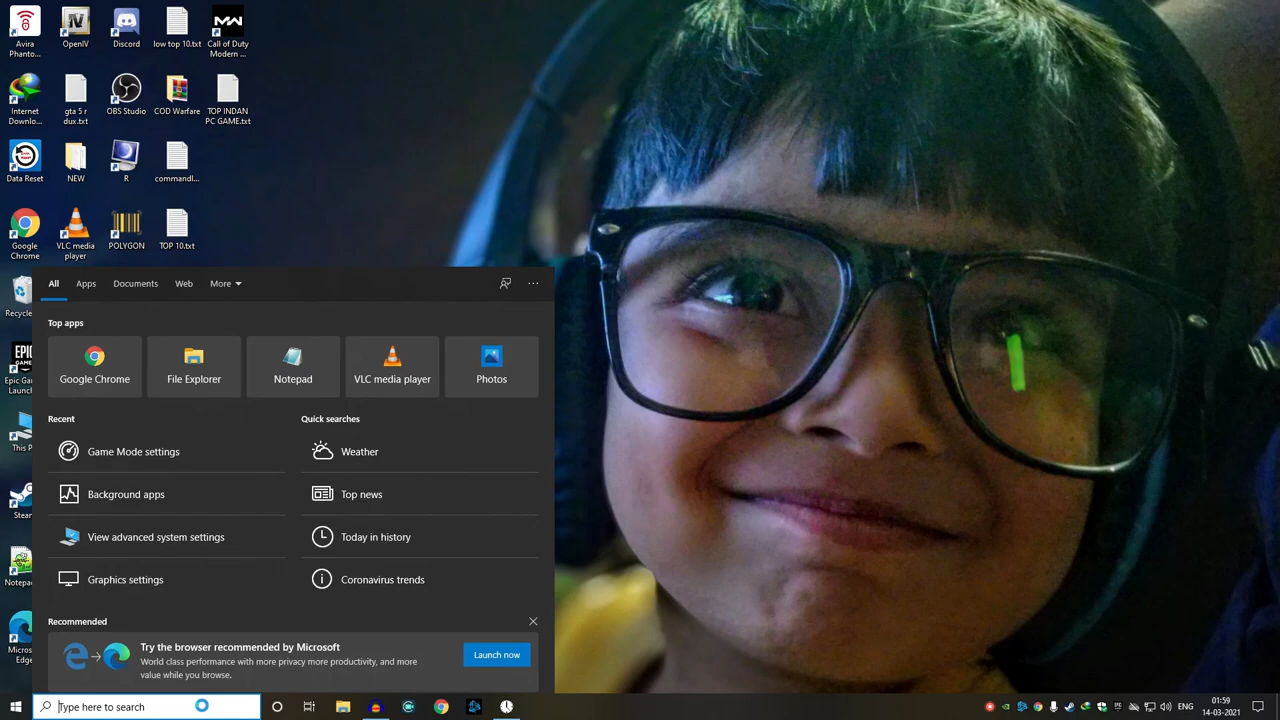 Avira
Phanto...
OpenIV
Discord
low top 10.txt
Call of Duty
Modern ...
Internet
Downlo...
gta 5 r
dux.txt
OBS Studio
COD Warfare
TOP INDAN
PC GAME.txt
Data Reset
NEW
R
commandl...
Google
Chrome
VLC media
player
POLYGON
TOP 10.txt
Recycle
EPIC
GAMES
Epic Gam
Launch
This P
Stear
Notepad
Micros
Edge
All
Apps
Documents
Web
More
Top apps
Google Chrome
File Explorer
Notepad
VLC media player
Photos
Recent
Quick searches
Game Mode settings
Weather
Background apps
Top news
View advanced system settings
Today in history
Graphics settings
Coronavirus trends
Recommended
Try the browser recommended by Microsoft
World class performance with more privacy more productivity, and more
value while you browse.
Launch now
Type here to search
ENG
01:59
14-03-2021